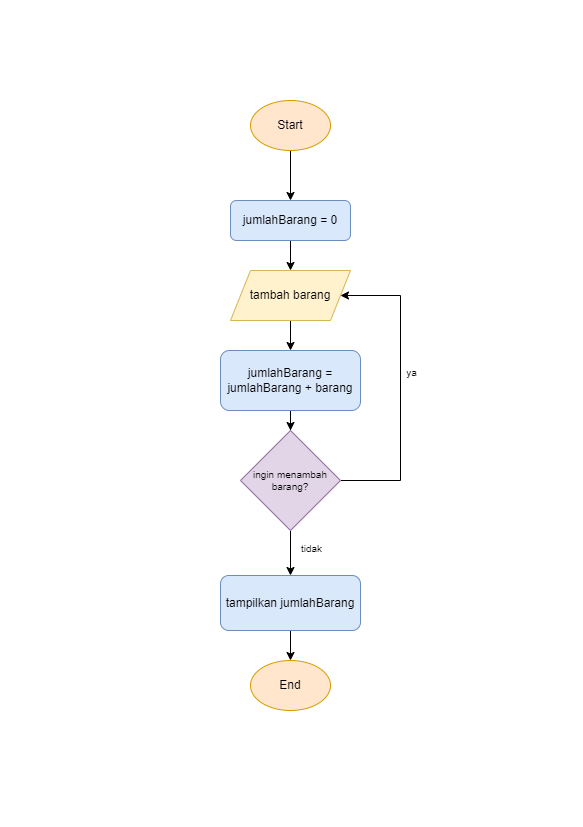 Start
jumlahBarang = 0
tambah barang
jumlahBarang =
jumlahBarang + barang
ya
ingin menambah
barang?
tidak
tampilkan jumlahBarang
End